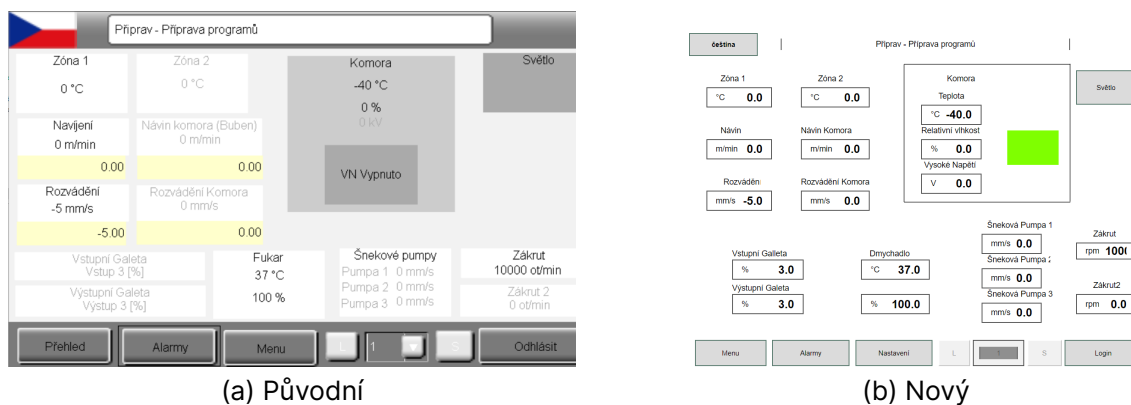 Připrav - Příprava programů
Zóna 1
Zóna 2
Komora
Světlo
0 °C
0 °C
-40 °C
0 %
0 kV
Navíjení
Návin komora (Buben)
0 m/min
0 m/min
0.00
0.00
VN Vypnuto
Rozvádění
Rozvádění Komora
-5 mm/s
0 mm/s
-5.00
0.00
Vstupní Galeta
Vstup 3 [%]
Fukar
37 °C
Šnekové pumpy
Pumpa 1 0 mm/s
Pumpa 2 0 mm/s
Pumpa 3 0 mm/s
Zákrut
10000 ot/min
Výstupní Galeta
Výstup 3 [%]
100 %
Zákrut 2
0 ot/min
Přehled
Alarmy
Menu
L
1
S
Odhlásit
(a) Původní
čeština
Připrav - Příprava programů
Zóna 1
Zóna 2
Komora
Světlo
°C 0.0
°C 0.0
Teplota
°C -40.0
Návin
Návin Komora
Relativní vlhkost
m/min 0.0
m/min 0.0
% 0.0
Vysoké Napětí
Rozvádění
Rozvádění Komora
V 0.0
mm/s -5.0
mm/s 0.0
Šneková Pumpa 1
mm/s 0.0
Zákrut
rpm 1000
Vstupní Galleta
Dmychadlo
Šneková Pumpa 2
% 3.0
°C 37.0
mm/s 0.0
Výstupní Galeta
Šneková Pumpa 3
Zákrut2
% 3.0
% 100.0
mm/s 0.0
rpm 0.0
Menu
Alarmy
Nastavení
L
1
S
Login
(b) Nový